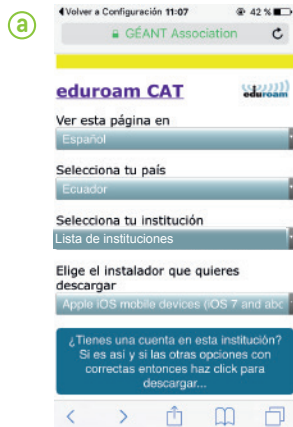 a
Volver a Configuración 11:07 42 %
GÉANT Association
eduroam CAT
eduroam
Ver esta página en
Español
Selecciona tu país
Ecuador
Selecciona tu institución
Lista de instituciones
Elige el instalador que quieres
descargar
Apple iOS mobile devices (iOS 7 and abc
¿Tienes una cuenta en esta institución?
Si es asi y si las otras opciones con
correctas entonces haz click para
descargar...